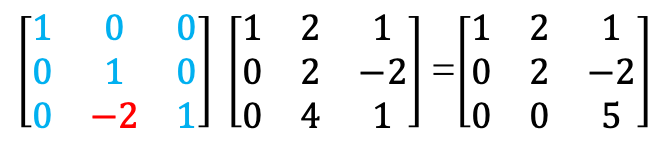 [1 0 0] [1 2 1] = [1 2 1]
[0 1 0] [0 2 −2] [0 2 −2]
[0 −2 1] [0 4 1] [0 0 5]